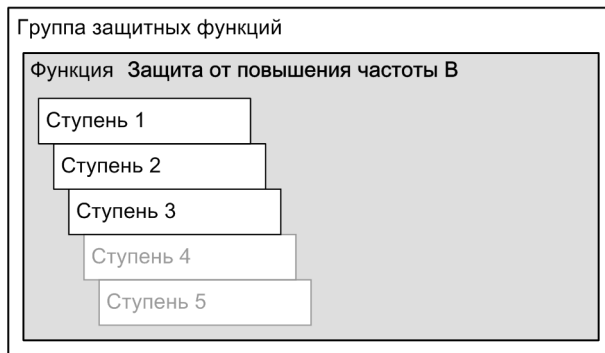 Группа защитных функций
Функция Защита от повышения частоты В
Ступень 1
Ступень 2
Ступень 3
Ступень 4
Ступень 5